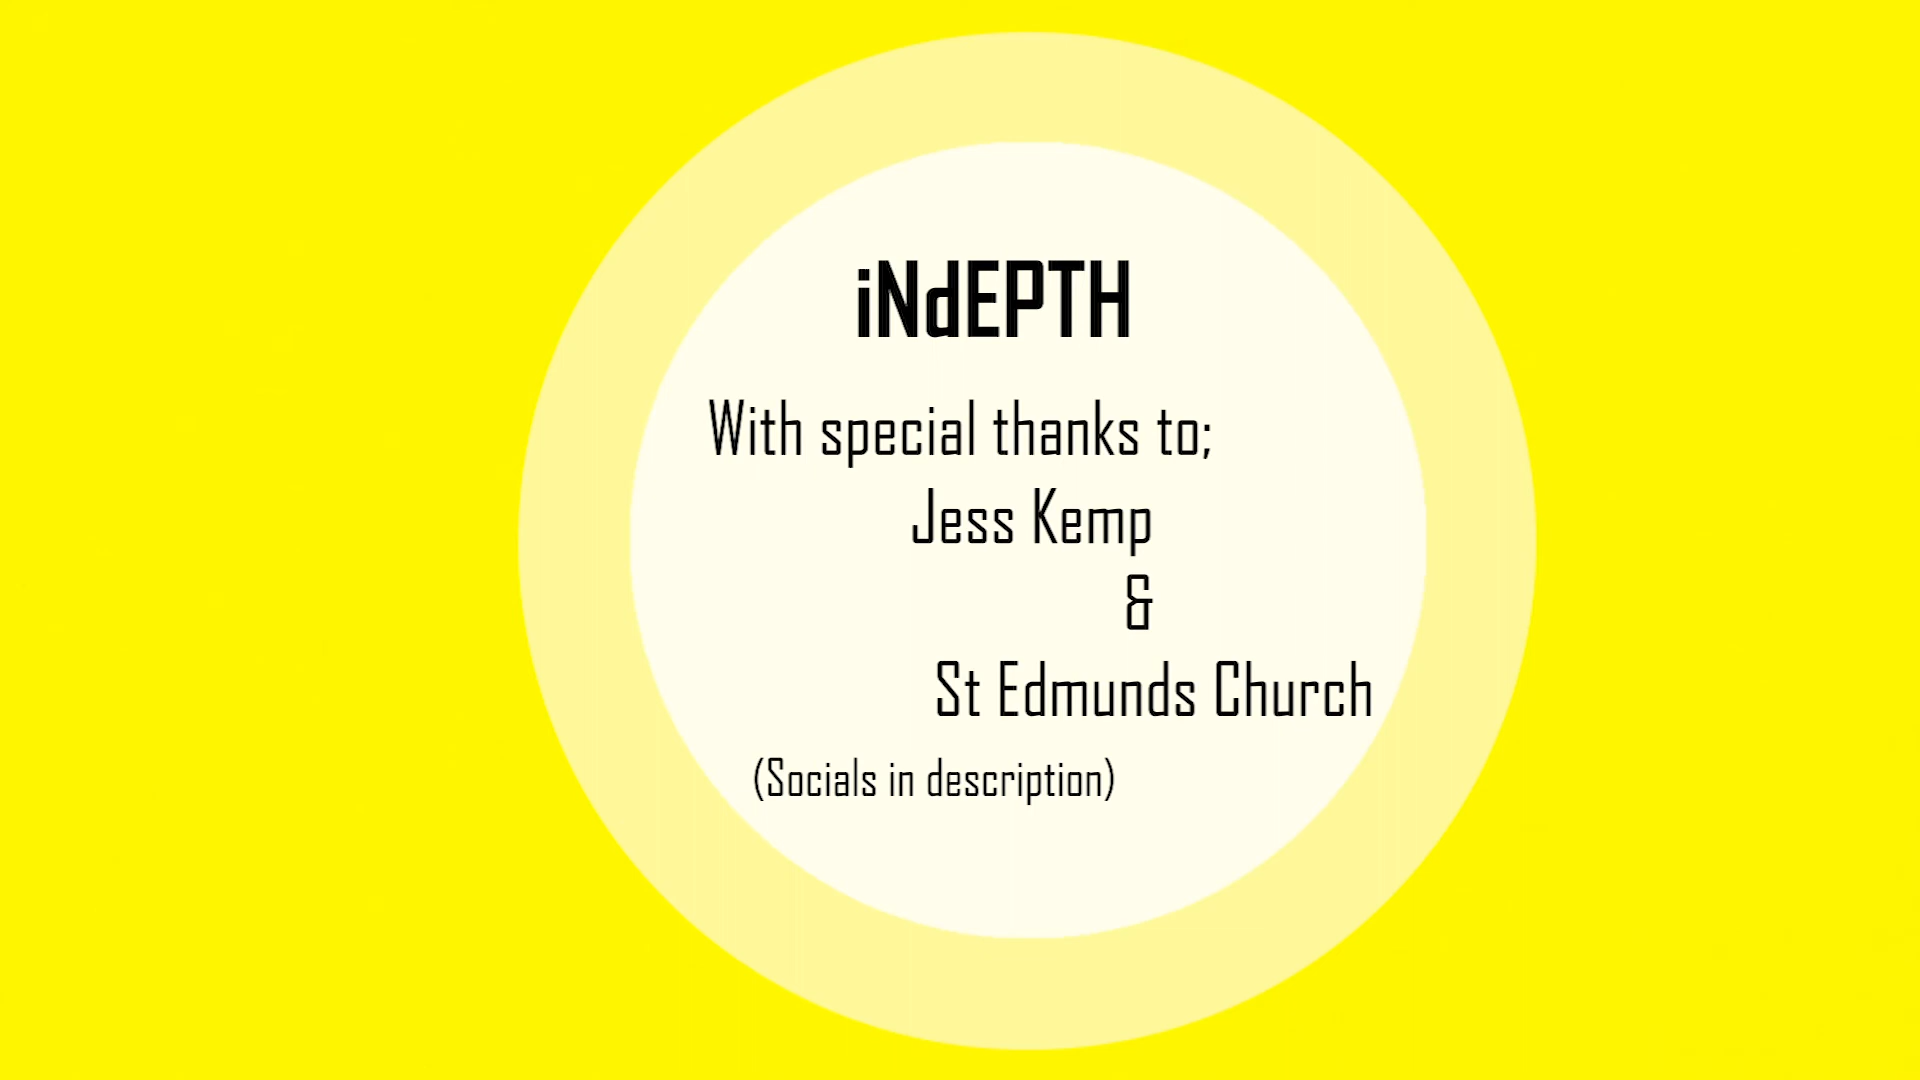 iNdEPTH
With special thanks to;
Jess Kemp
&
St Edmunds Church
(Socials in description)